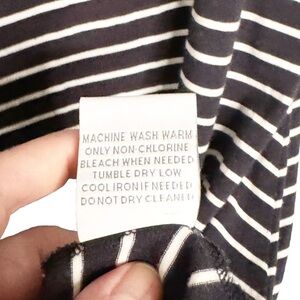 MACHINE WASH WARM
ONLY NON-CHLORINE
BLEACH WHEN NEEDED
TUMBLE DRY LOW
COOL IRON IF NEEDED
DO NOT DRY CLEANED